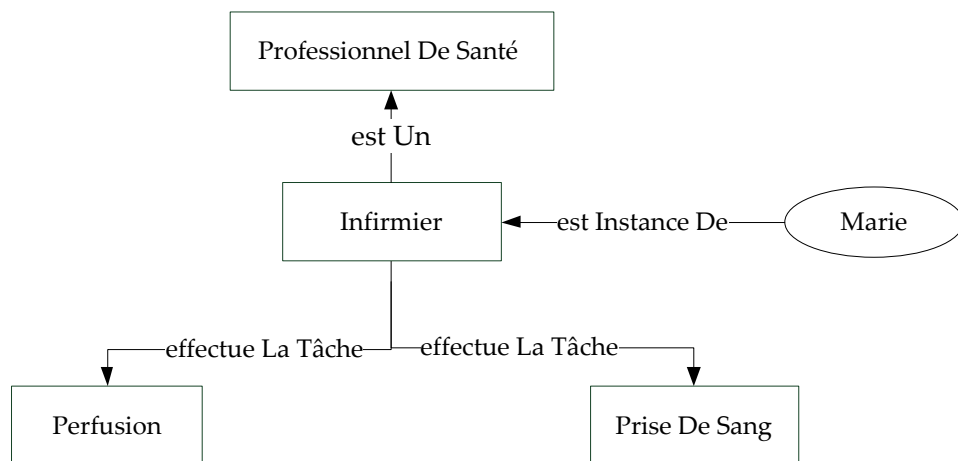 Professionnel De Santé
est Un
Infirmier
est Instance De
Marie
effectue La Tâche
effectue La Tâche
Perfusion
Prise De Sang